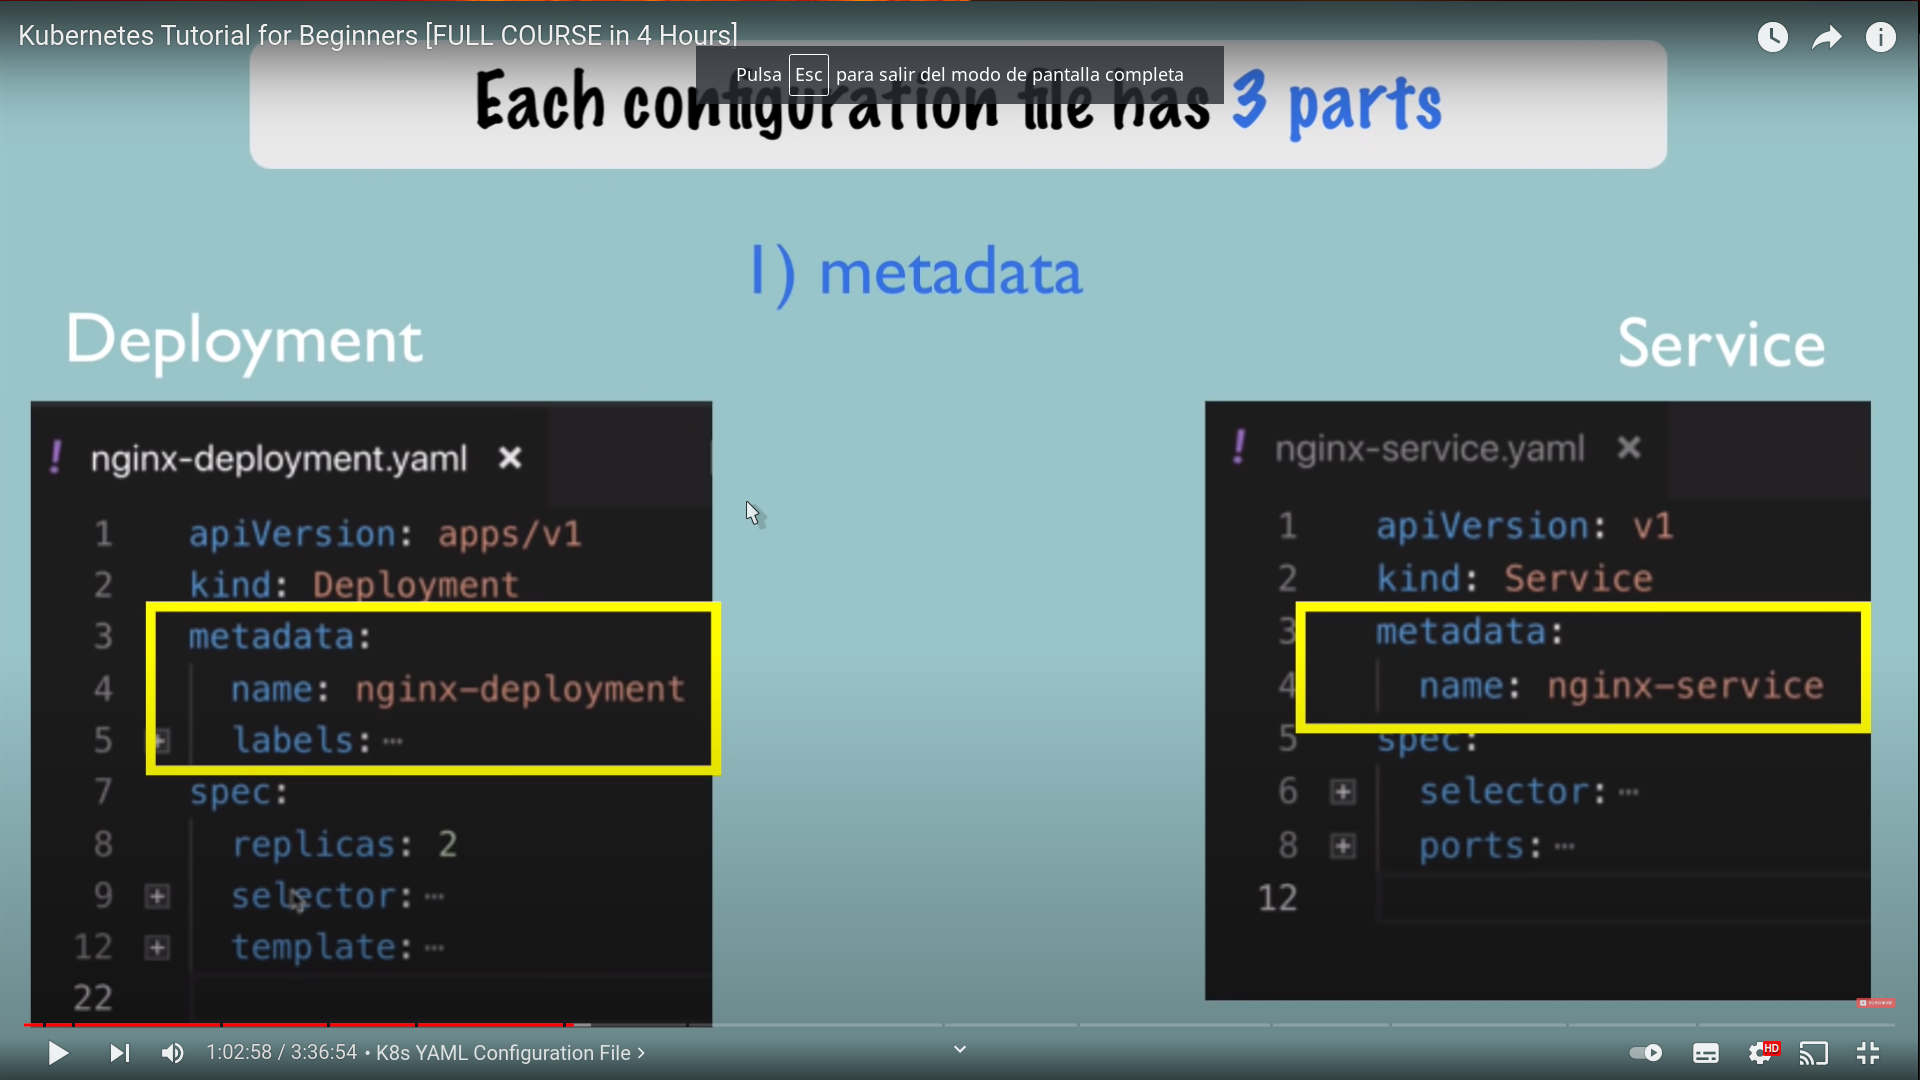 Kubernetes Tutorial for Beginners [FULL COURSE in 4 Hours]
Pulsa Esc para salir del modo de pantalla completa
Each configuration file has 3 parts
1) metadata
Deployment
! nginx-deployment.yaml ×
1 apiVersion: apps/v1
2 kind: Deployment
3 metadata:
4 name: nginx-deployment
5 labels:…
7 spec:
8 replicas: 2
9 selector:…
12 template:…
22
Service
! nginx-service.yaml ×
1 apiVersion: v1
2 kind: Service
3 metadata:
4 name: nginx-service
5 spec:
6 selector:…
8 ports:…
12
1:02:58 / 3:36:54 • K8s YAML Configuration File >
HD